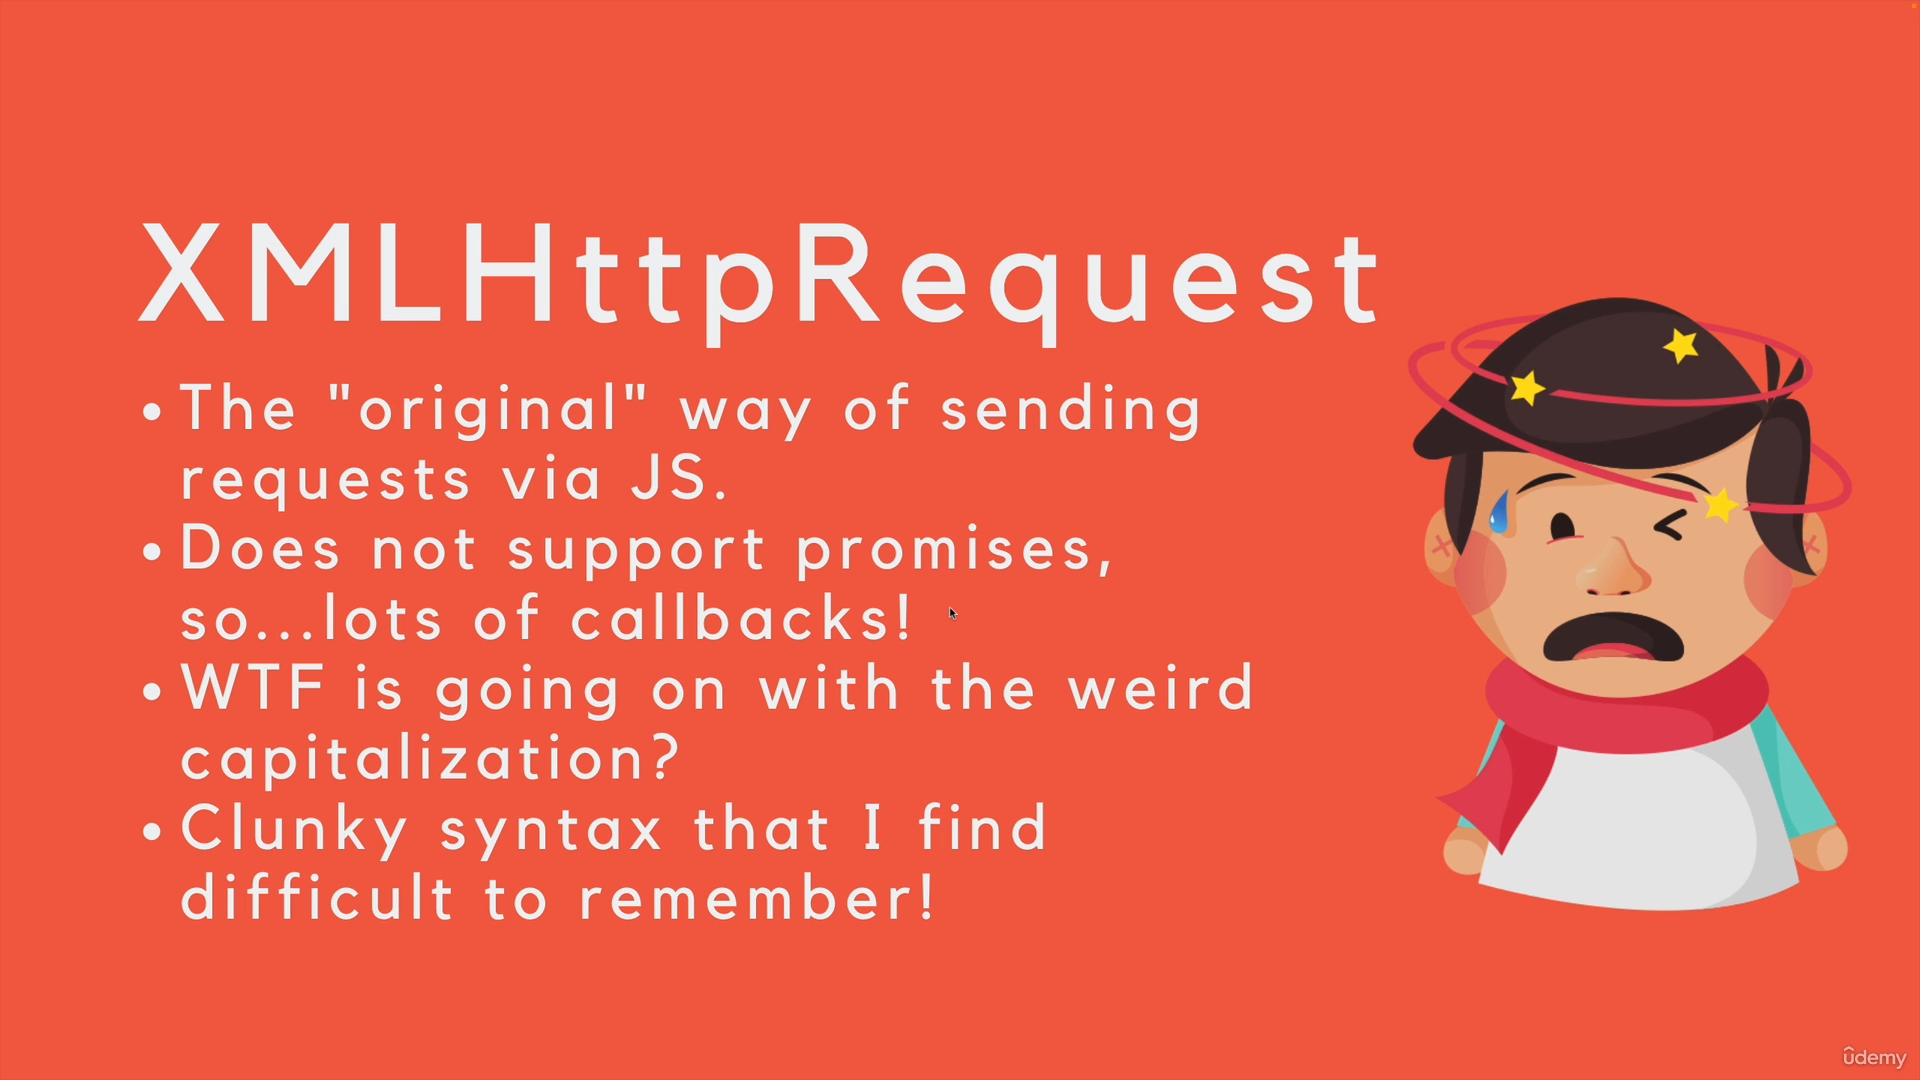 XMLHttpRequest
• The "original" way of sending
requests via JS.
• Does not support promises,
so...lots of callbacks!
• WTF is going on with the weird
capitalization?
• Clunky syntax that I find
difficult to remember!
ûdemy